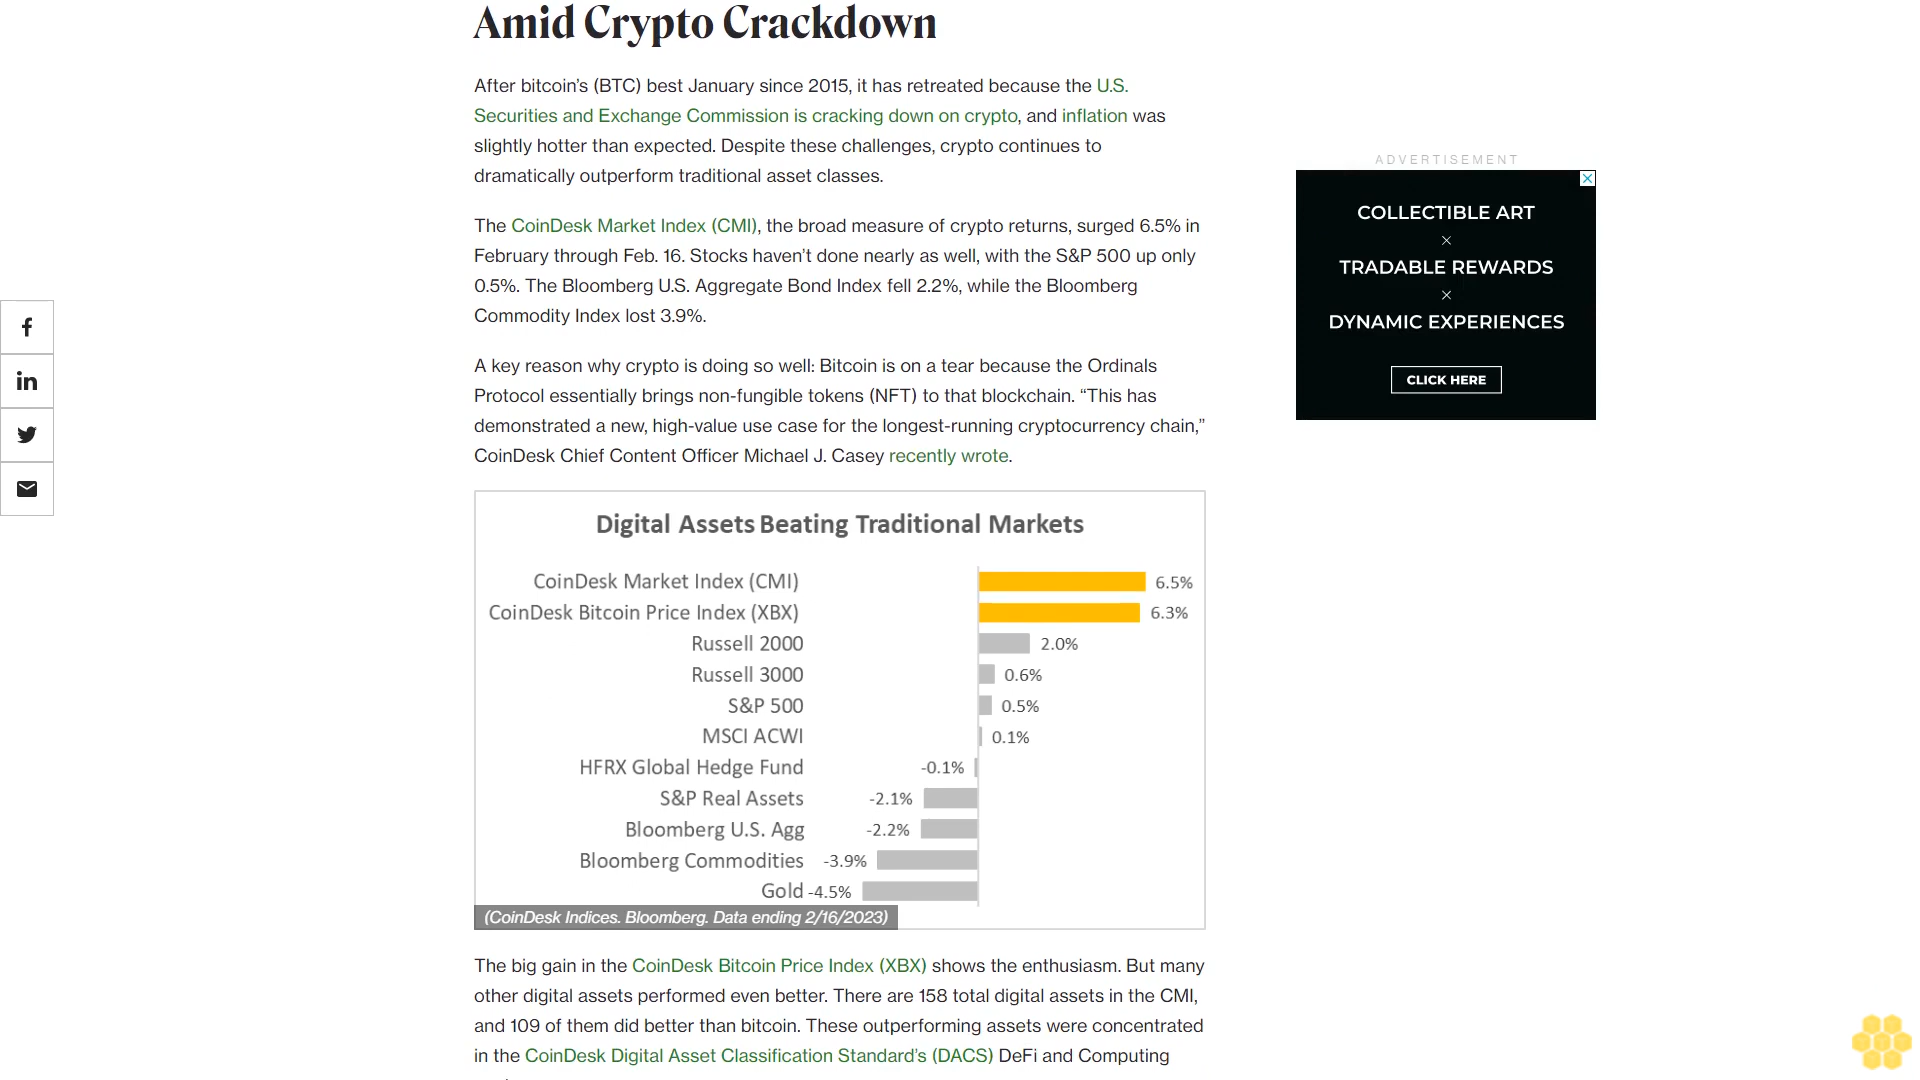 Amid Crypto Crackdown
After bitcoin's (BTC) best January since 2015, it has retreated because the U.S.
Securities and Exchange Commission is cracking down on crypto, and inflation was
slightly hotter than expected. Despite these challenges, crypto continues to
dramatically outperform traditional asset classes.
The CoinDesk Market Index (CMI), the broad measure of crypto returns, surged 6.5% in
February through Feb. 16. Stocks haven't done nearly as well, with the S&P 500 up only
0.5%. The Bloomberg U.S. Aggregate Bond Index fell 2.2%, while the Bloomberg
Commodity Index lost 3.9%.
A key reason why crypto is doing so well: Bitcoin is on a tear because the Ordinals
Protocol essentially brings non-fungible tokens (NFT) to that blockchain. “This has
demonstrated a new, high-value use case for the longest-running cryptocurrency chain,”
CoinDesk Chief Content Officer Michael J. Casey recently wrote.
Digital Assets Beating Traditional Markets
CoinDesk Market Index (CMI) 6.5%
CoinDesk Bitcoin Price Index (XBX) 6.3%
Russell 2000 2.0%
Russell 3000 0.6%
S&P 500 0.5%
MSCI ACWI 0.1%
HFRX Global Hedge Fund -0.1%
S&P Real Assets -2.1%
Bloomberg U.S. Agg -2.2%
Bloomberg Commodities -3.9%
Gold -4.5%
(CoinDesk Indices. Bloomberg. Data ending 2/16/2023)
The big gain in the CoinDesk Bitcoin Price Index (XBX) shows the enthusiasm. But many
other digital assets performed even better. There are 158 total digital assets in the CMI,
and 109 of them did better than bitcoin. These outperforming assets were concentrated
in the CoinDesk Digital Asset Classification Standard's (DACS) DeFi and Computing
ADVERTISEMENT
COLLECTIBLE ART
×
TRADABLE REWARDS
×
DYNAMIC EXPERIENCES
CLICK HERE